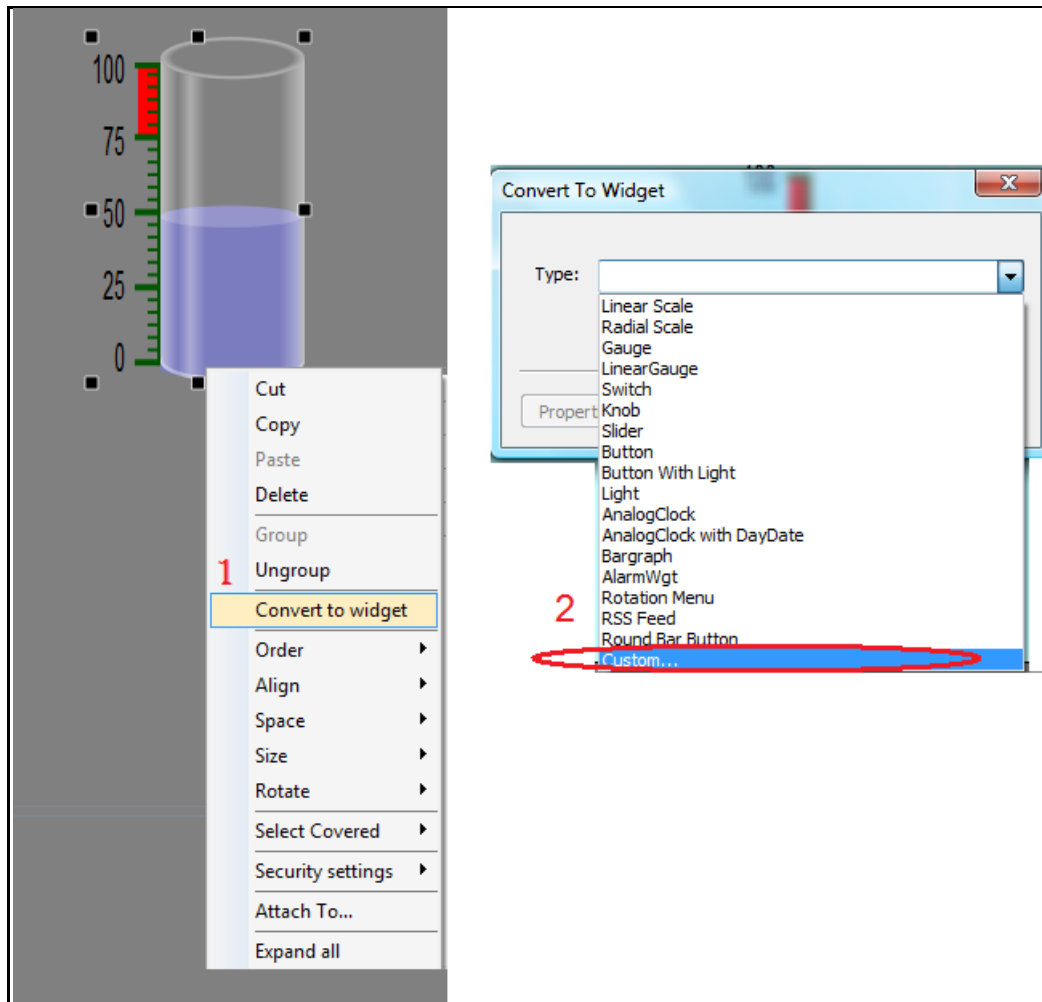 100
75
50
25
0
Cut
Copy
Paste
Delete
Group
1
Ungroup
Convert to widget
Order
Align
Space
Size
Rotate
Select Covered
Security settings
Attach To...
Expand all
Convert To Widget
Type:
Linear Scale
Radial Scale
Gauge
LinearGauge
Switch
Propert
Knob
Slider
Button
Button With Light
Light
AnalogClock
AnalogClock with DayDate
Bargraph
AlarmWgt
2
Rotation Menu
RSS Feed
Round Bar Button
Custom...